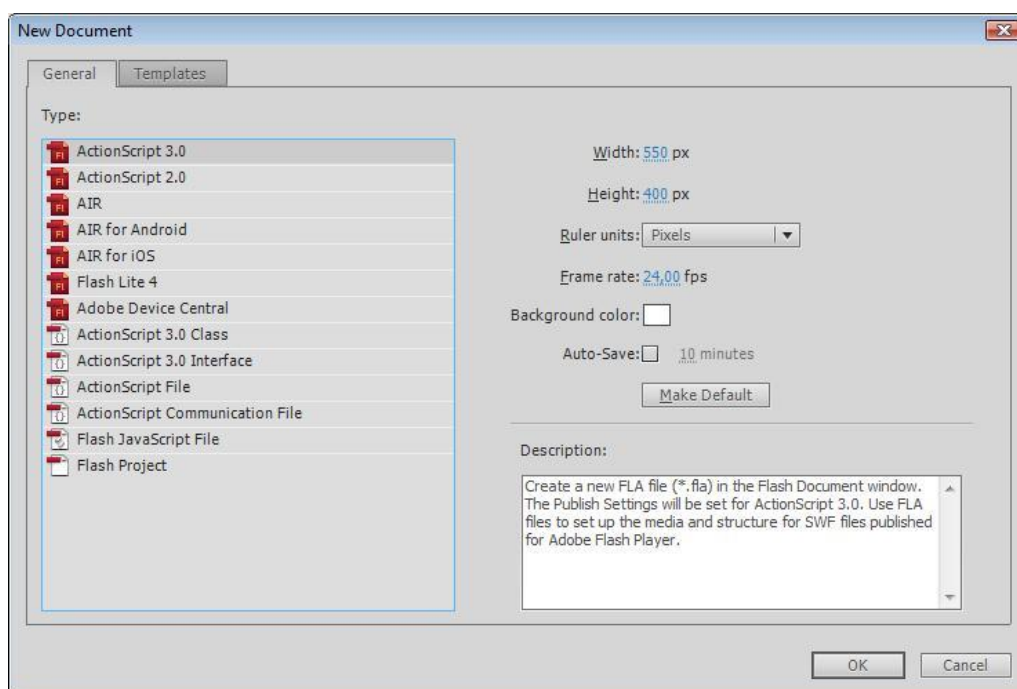 New Document
General
Templates
Type:
ActionScript 3.0
ActionScript 2.0
AIR
AIR for Android
AIR for iOS
Flash Lite 4
Adobe Device Central
ActionScript 3.0 Class
ActionScript 3.0 Interface
ActionScript File
ActionScript Communication File
Flash JavaScript File
Flash Project
Width: 550 px
Height: 400 px
Ruler units: Pixels
Frame rate: 24,00 fps
Background color:
Auto-Save: 10 minutes
Make Default
Description:
Create a new FLA file (*.fla) in the Flash Document window.
The Publish Settings will be set for ActionScript 3.0. Use FLA
files to set up the media and structure for SWF files published
for Adobe Flash Player.
OK
Cancel